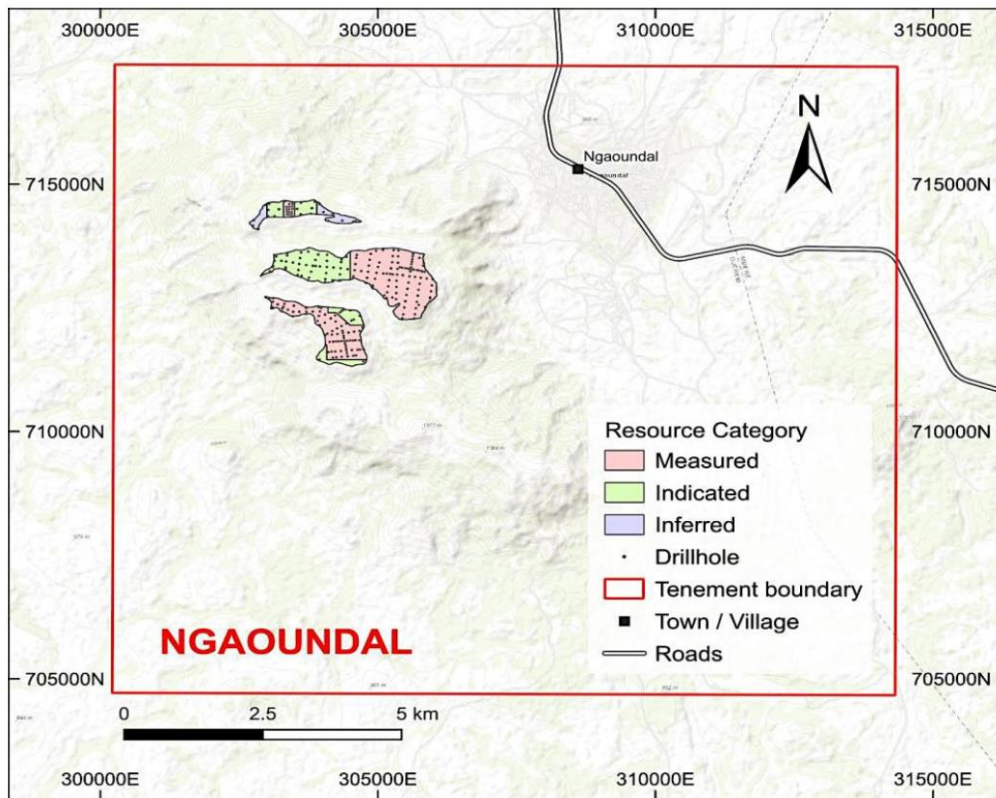 300000E 305000E 310000E 315000E
N
Ngaoundal
715000N 715000N
710000N 710000N
Resource Category
Measured
Indicated
Inferred
Drillhole
Tenement boundary
Town / Village
Roads
NGAOUNDAL
705000N 705000N
0 2.5 5 km
300000E 305000E 310000E 315000E